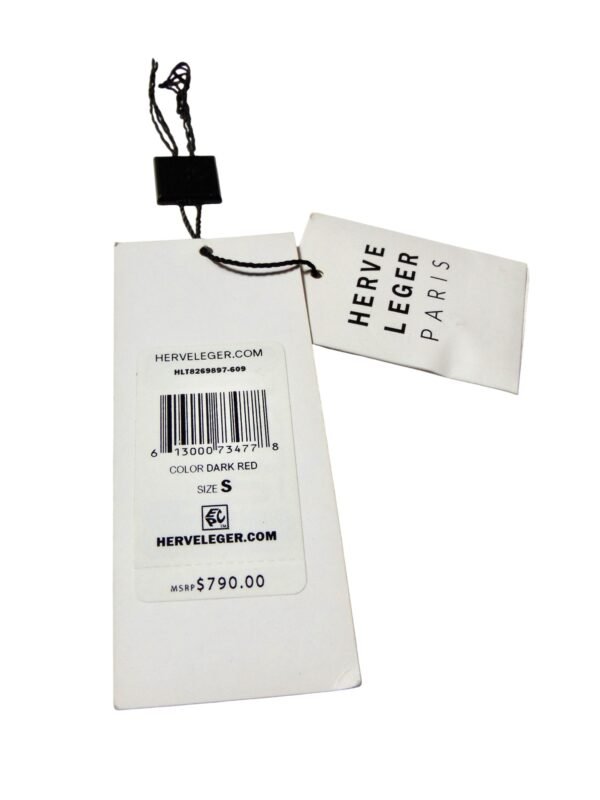 HERVE
LEGER
PARIS
HERVELEGER.COM
HLT8269897-609
6 13000 73477 8
COLOR DARK RED
SIZE S
EPC
TM
HERVELEGER.COM
MSRP $790.00